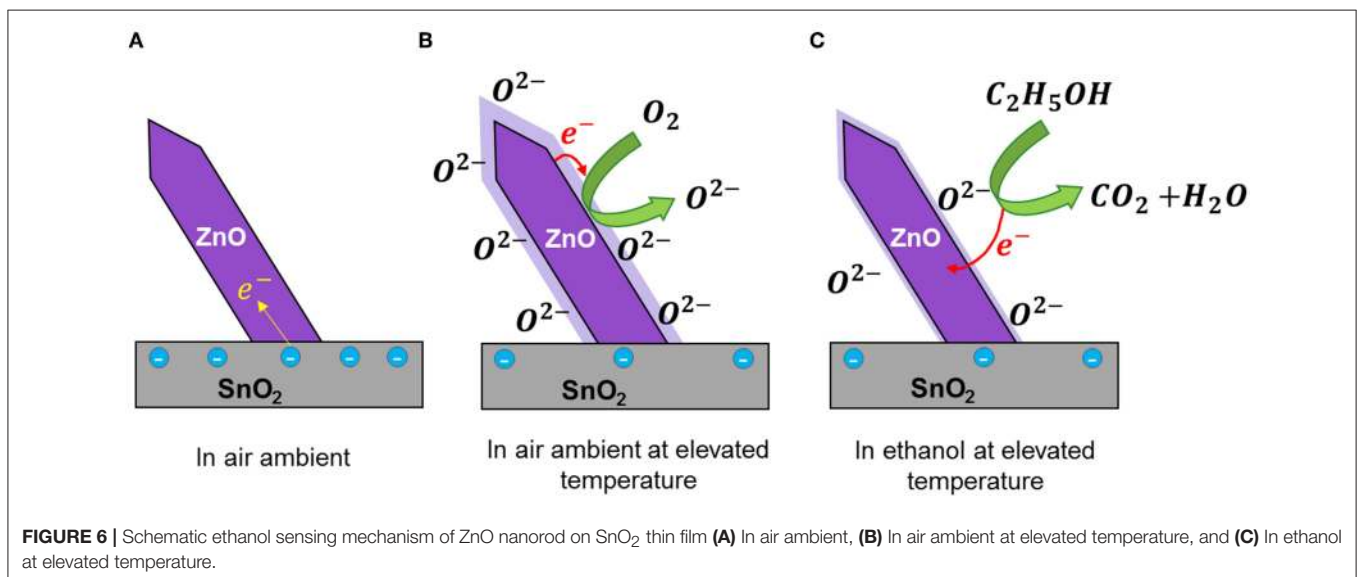 A
B
C
ZnO
e⁻
⊖ ⊖ ⊖ ⊖ ⊖
SnO₂
In air ambient
O²⁻
O₂
e⁻
O²⁻
O²⁻
O²⁻
ZnO
O²⁻
O²⁻
O²⁻
⊖ ⊖ ⊖
SnO₂
In air ambient at elevated
temperature
C₂H₅OH
O²⁻
CO₂ +H₂O
ZnO
e⁻
O²⁻
O²⁻
⊖ ⊖ ⊖
SnO₂
In ethanol at elevated
temperature
FIGURE 6 | Schematic ethanol sensing mechanism of ZnO nanorod on SnO₂ thin film (A) In air ambient, (B) In air ambient at elevated temperature, and (C) In ethanol
at elevated temperature.